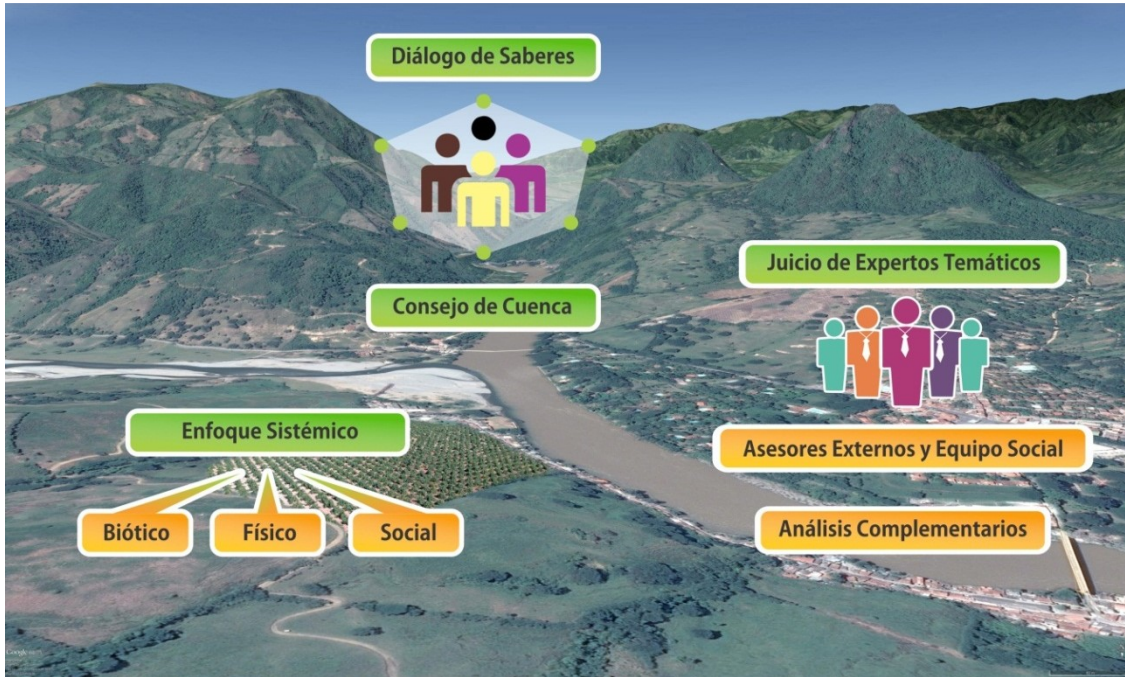 Diálogo de Saberes
Juicio de Expertos Temáticos
Consejo de Cuenca
Enfoque Sistémico
Asesores Externos y Equipo Social
Biótico
Físico
Social
Análisis Complementarios
Google